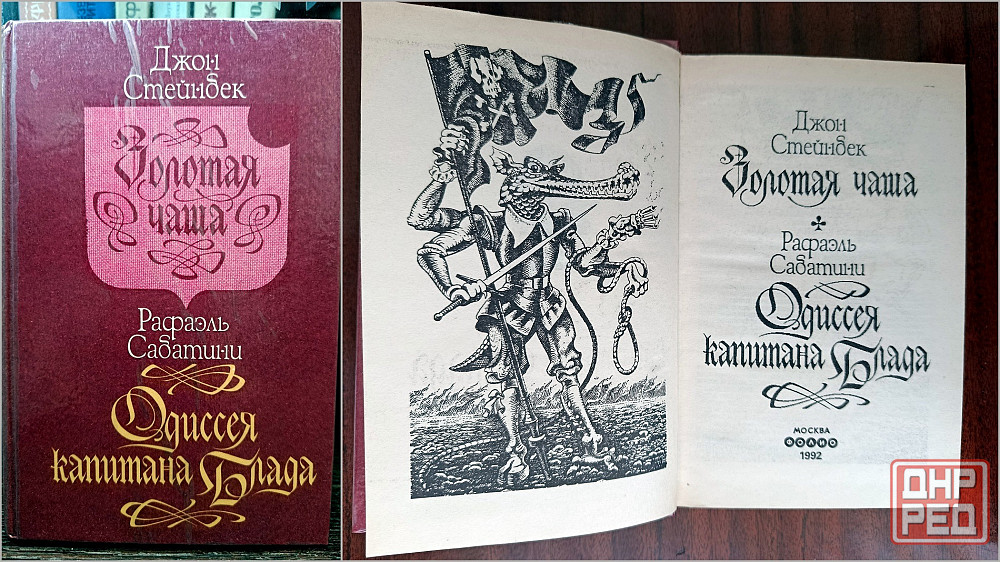 Джон
Стейнбек
Золотая
чаша
Рафаэль
Сабатини
Одиссея
капитана Блада
Джон
Стейнбек
Золотая чаша
Рафаэль
Сабатини
Одиссея
капитана Блада
МОСКВА
ФОЛИО
1992
ДНР
РЕД